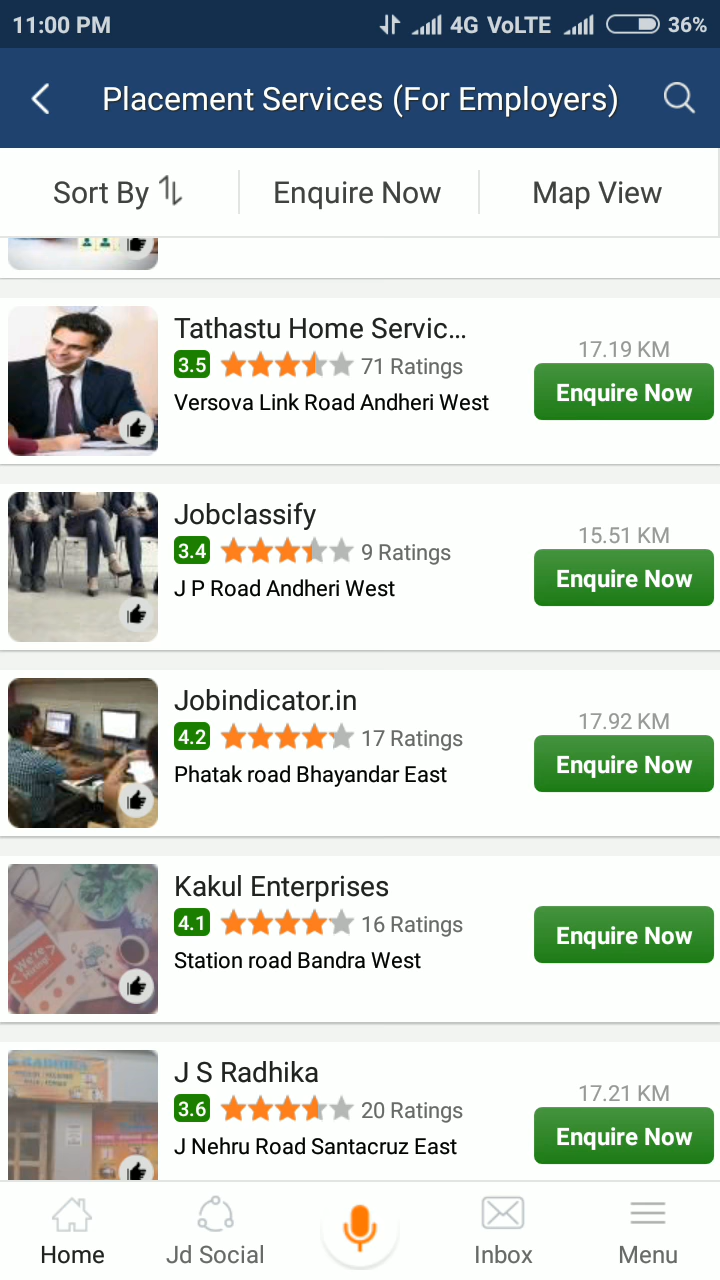 11:00 PM 4G VoLTE 36%
Placement Services (For Employers)
Sort By Enquire Now Map View
Tathastu Home Servic...
3.5 71 Ratings
Versova Link Road Andheri West
17.19 KM
Enquire Now
Jobclassify
3.4 9 Ratings
J P Road Andheri West
15.51 KM
Enquire Now
Jobindicator.in
4.2 17 Ratings
Phatak road Bhayandar East
17.92 KM
Enquire Now
We're Hiring!
Kakul Enterprises
4.1 16 Ratings
Station road Bandra West
Enquire Now
RADHIKA
J S Radhika
3.6 20 Ratings
J Nehru Road Santacruz East
17.21 KM
Enquire Now
Home Jd Social Inbox Menu